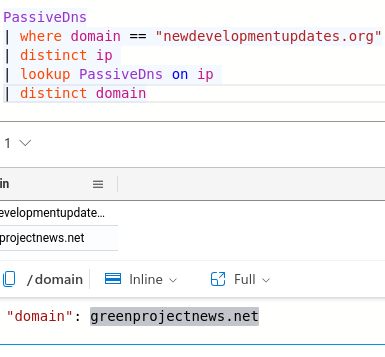 PassiveDns
| where domain == "newdevelopmentupdates.org"
| distinct ip
| lookup PassiveDns on ip
| distinct domain
1
in
evelopmentupdate…
projectnews.net
/domain Inline Full
"domain": greenprojectnews.net